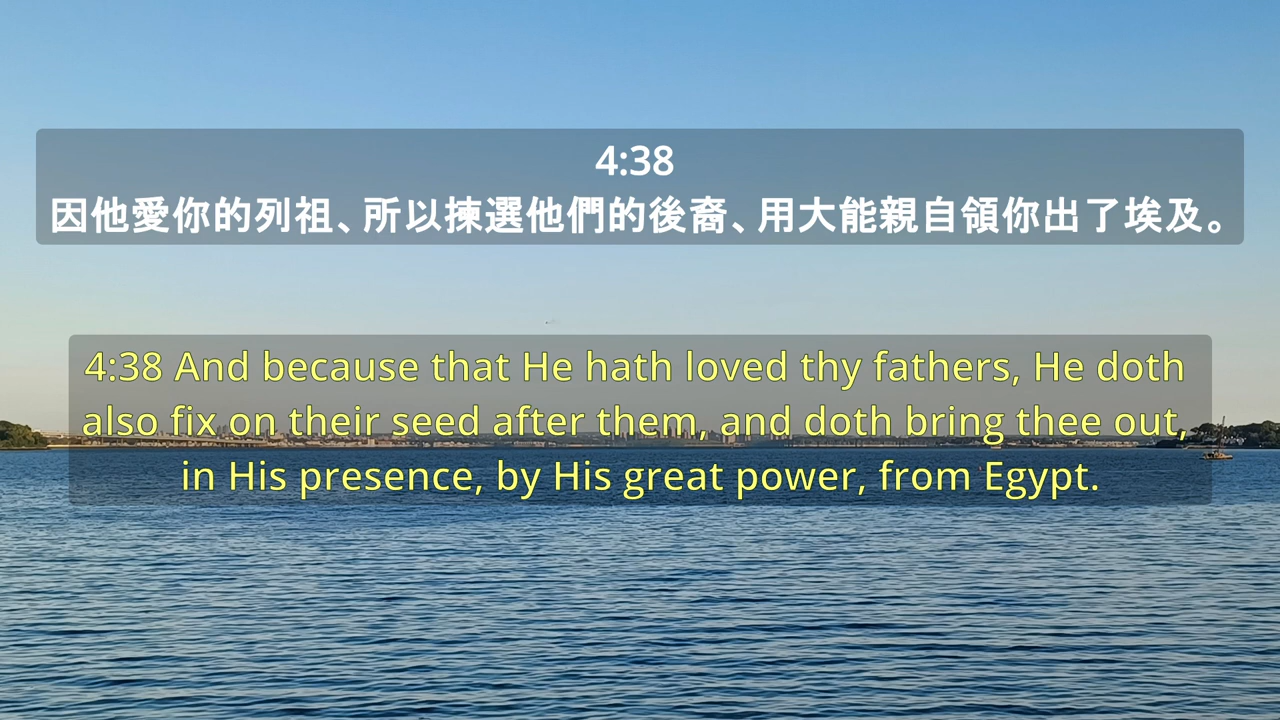 4:38
因他愛你的列祖、所以揀選他們的後裔、用大能親自領你出了埃及。
4:38 And because that He hath loved thy fathers, He doth
also fix on their seed after them, and doth bring thee out,
in His presence, by His great power, from Egypt.